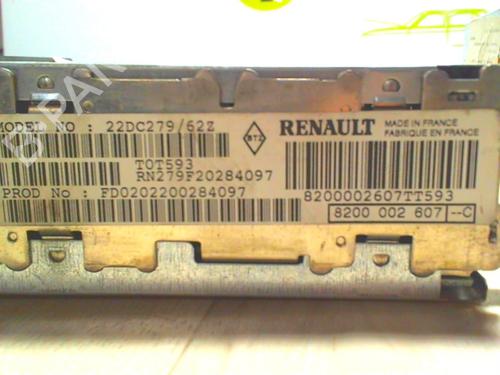 MODEL NO : 22DC279/62Z
BTZ
RENAULT
MADE IN FRANCE
FABRIQUE EN FRANCE
TOT593
RN279F20284097
PROD No : FD0202200284097
8200002607TT593
8200 002 607 --C